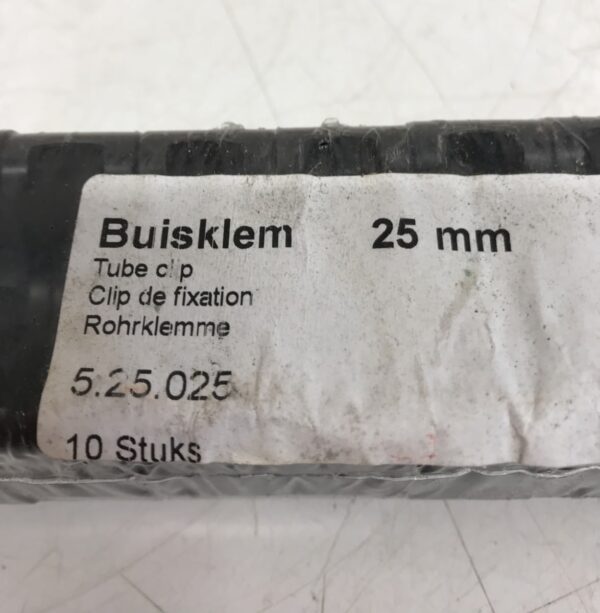 Buisklem 25 mm
Tube clip
Clip de fixation
Rohrklemme
5.25.025
10 Stuks